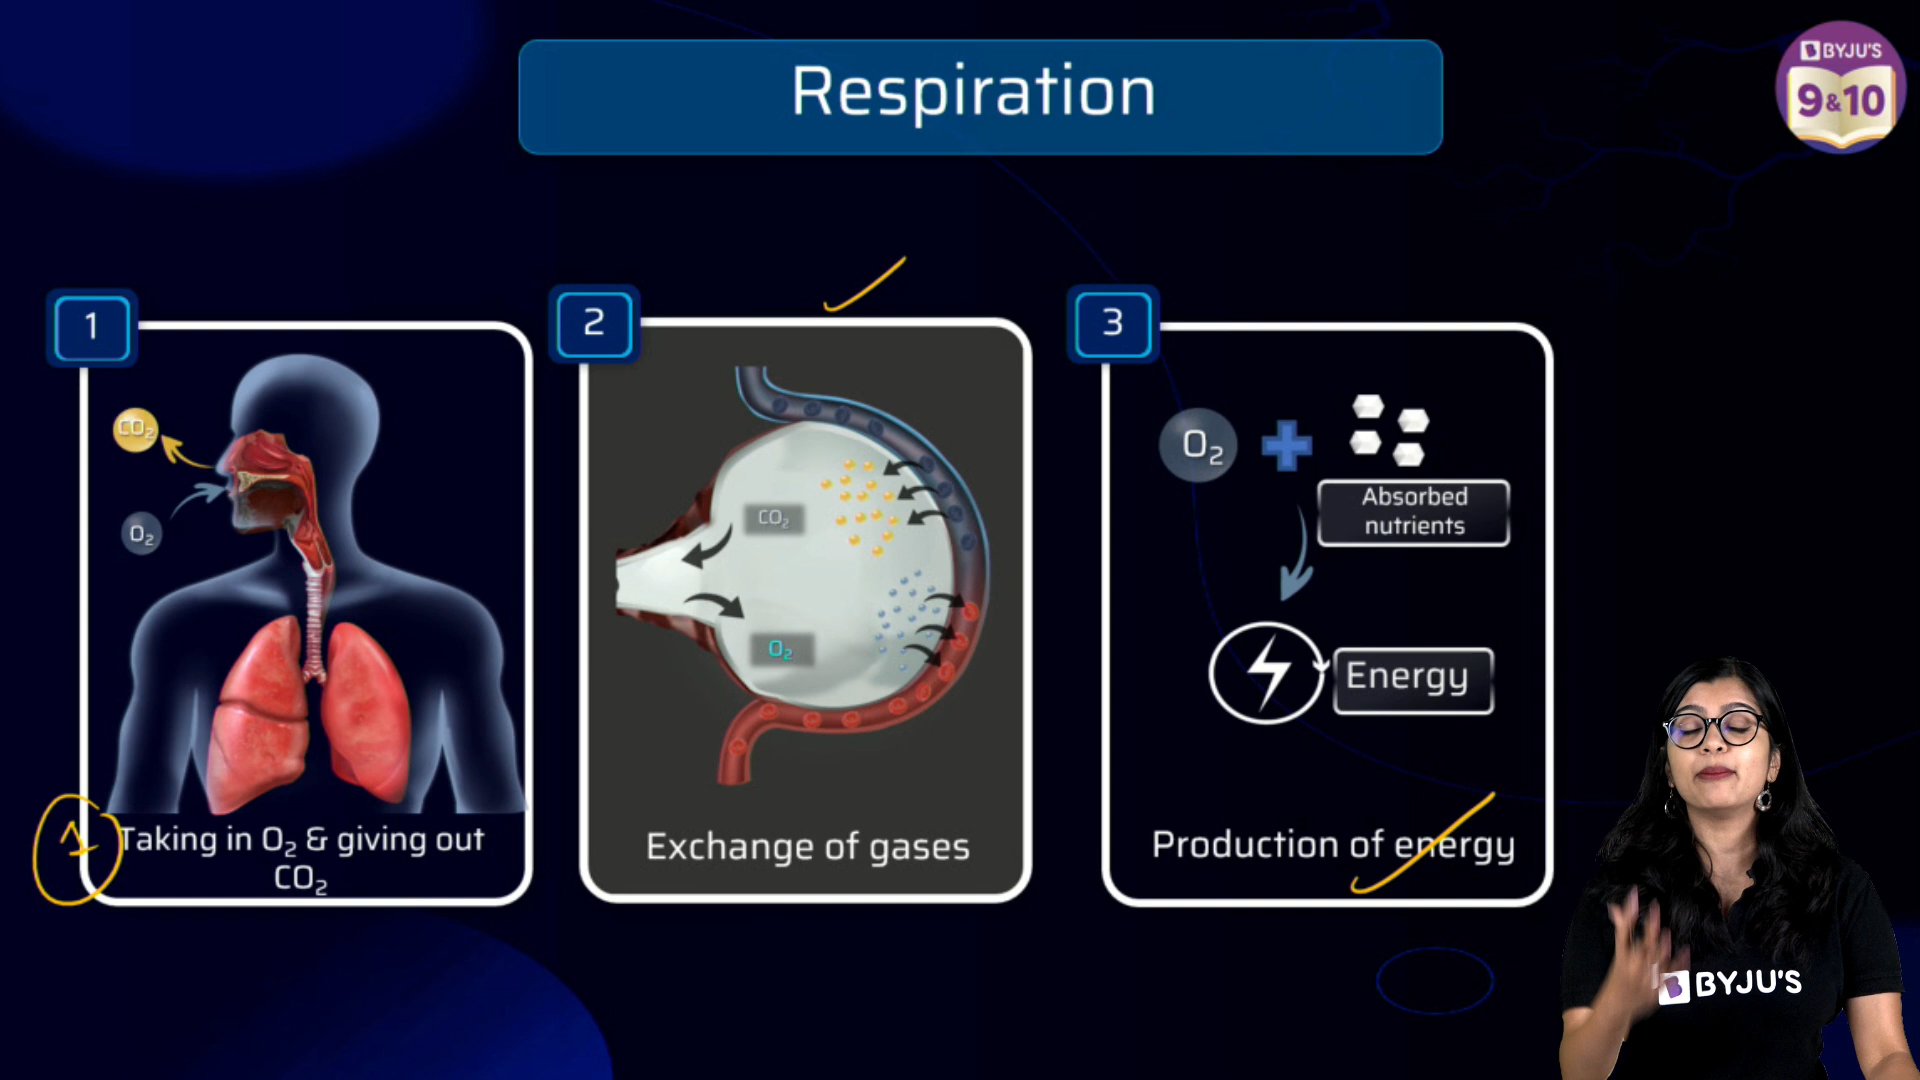 Respiration
BYJU'S
9&10
1
CO₂
O₂
1
Taking in O₂ & giving out
CO₂
2
CO₂
O₂
Exchange of gases
3
O₂
Absorbed
nutrients
Energy
Production of energy
BYJU'S